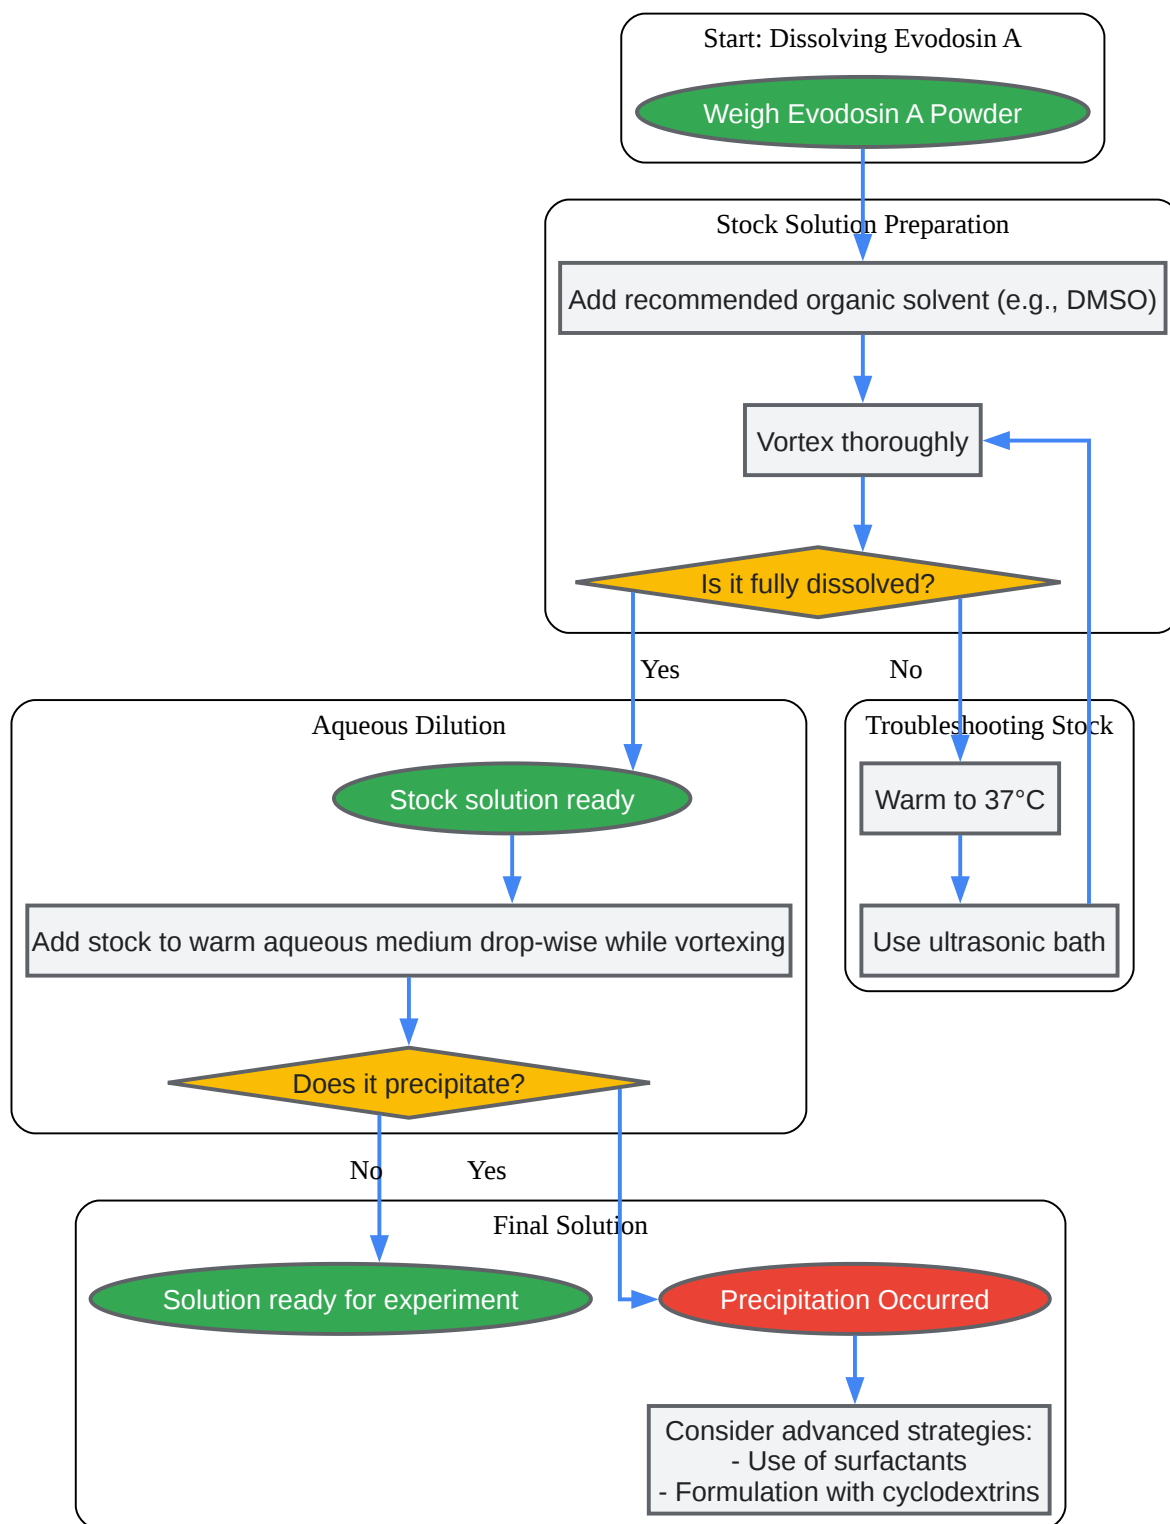 Start: Dissolving Evodosin A
Weigh Evodosin A Powder
Stock Solution Preparation
Add recommended organic solvent (e.g., DMSO)
Vortex thoroughly
Is it fully dissolved?
Yes
No
Aqueous Dilution
Troubleshooting Stock
Stock solution ready
Warm to 37°C
Add stock to warm aqueous medium drop-wise while vortexing
Use ultrasonic bath
Does it precipitate?
No
Yes
Final Solution
Solution ready for experiment
Precipitation Occurred
Consider advanced strategies:
- Use of surfactants
- Formulation with cyclodextrins